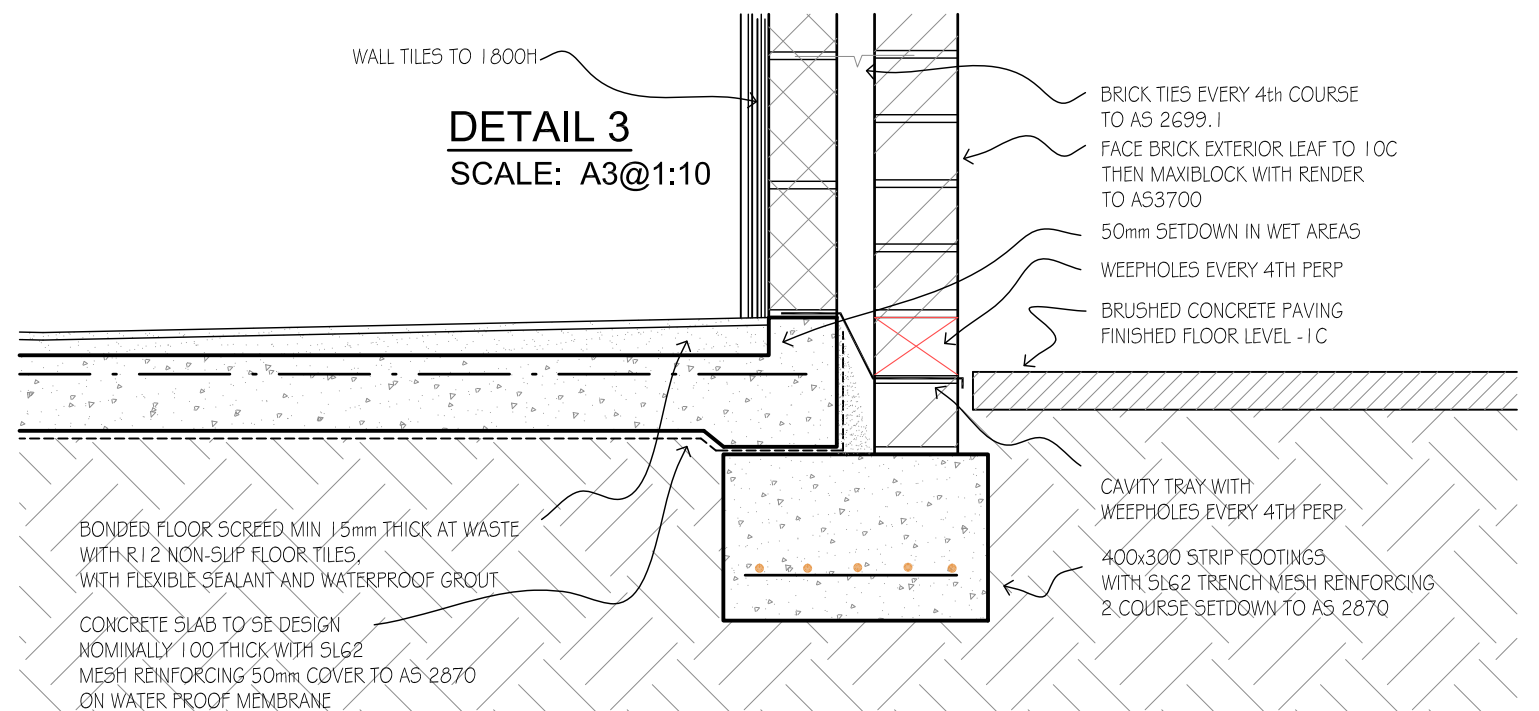 WALL TILES TO 1800H
DETAIL 3
SCALE: A3@1:10
BRICK TIES EVERY 4th COURSE
TO AS 2699.1
FACE BRICK EXTERIOR LEAF TO 10C
THEN MAXIBLOCK WITH RENDER
TO AS3700
50mm SETDOWN IN WET AREAS
WEEPHOLES EVERY 4TH PERP
BRUSHED CONCRETE PAVING
FINISHED FLOOR LEVEL -1C
CAVITY TRAY WITH
WEEPHOLES EVERY 4TH PERP
400x300 STRIP FOOTINGS
WITH SL62 TRENCH MESH REINFORCING
2 COURSE SETDOWN TO AS 2870
BONDED FLOOR SCREED MIN 15mm THICK AT WASTE
WITH R12 NON-SLIP FLOOR TILES,
WITH FLEXIBLE SEALANT AND WATERPROOF GROUT
CONCRETE SLAB TO SE DESIGN
NOMINALLY 100 THICK WITH SL62
MESH REINFORCING 50mm COVER TO AS 2870
ON WATER PROOF MEMBRANE